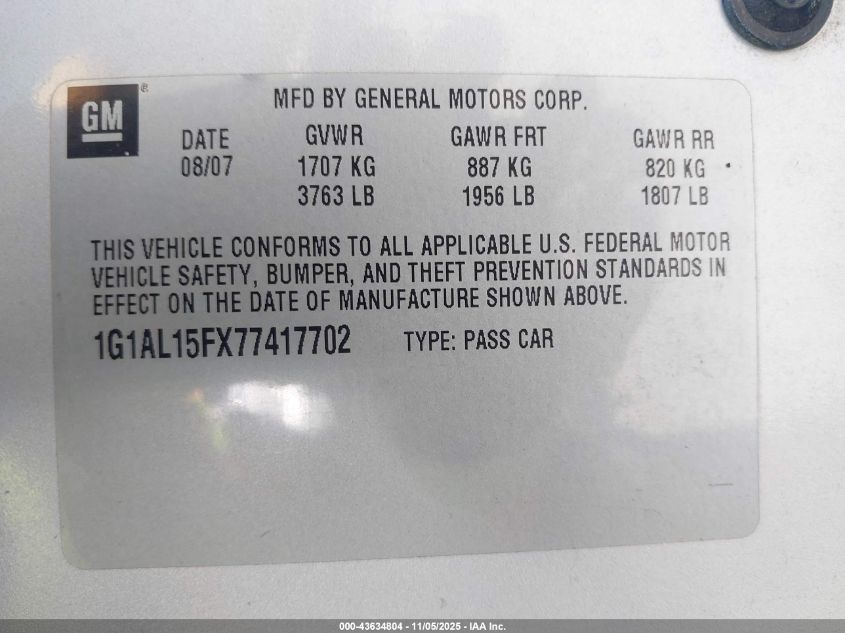 GM®
MFD BY GENERAL MOTORS CORP.
DATE GVWR GAWR FRT GAWR RR
08/07 1707 KG 887 KG 820 KG
3763 LB 1956 LB 1807 LB
THIS VEHICLE CONFORMS TO ALL APPLICABLE U.S. FEDERAL MOTOR
VEHICLE SAFETY, BUMPER, AND THEFT PREVENTION STANDARDS IN
EFFECT ON THE DATE OF MANUFACTURE SHOWN ABOVE.
1G1AL15FX77417702 TYPE: PASS CAR
000-43634804 - 11/05/2025 - IAA Inc.